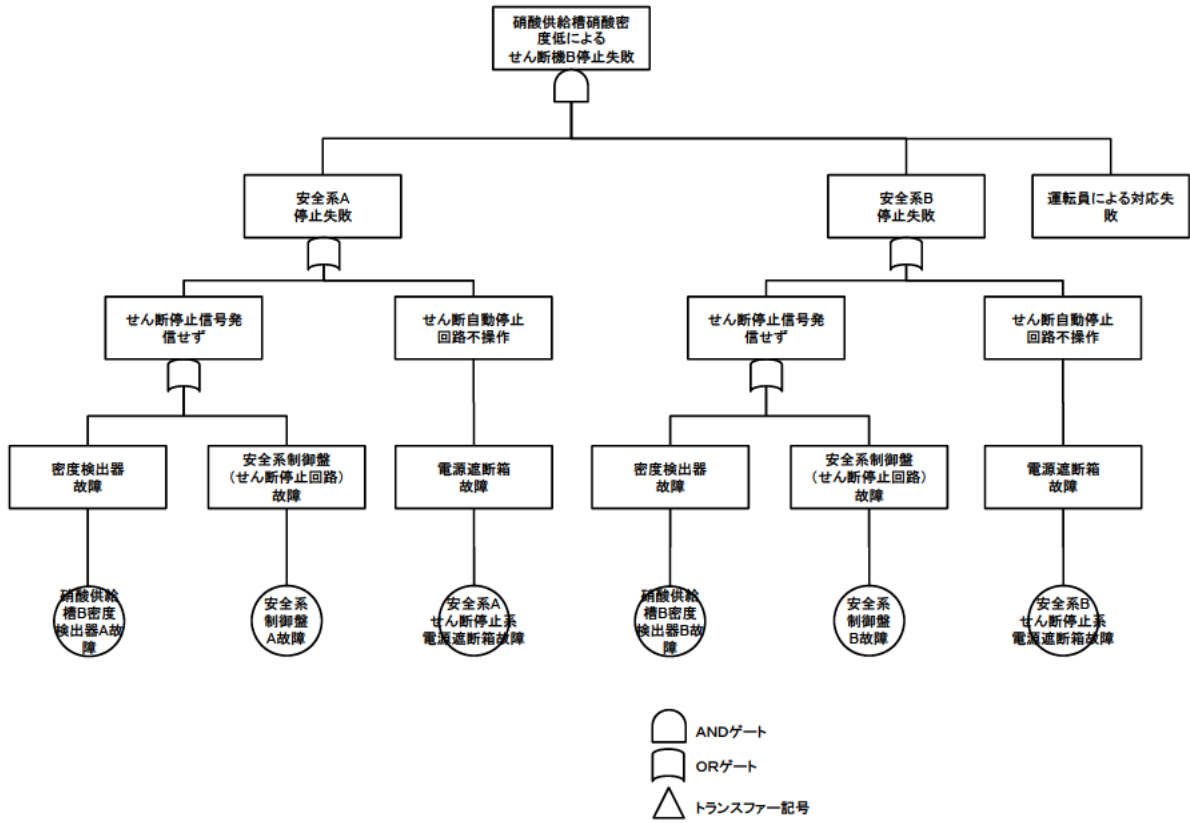 硝酸供給槽硝酸密
度低による
せん断機B停止失敗
安全系A
停止失敗
安全系B
停止失敗
運転員による対応失
敗
せん断停止信号発
信せず
せん断自動停止
回路不操作
せん断停止信号発
信せず
せん断自動停止
回路不操作
密度検出器
故障
安全系制御盤
（せん断停止回路）
故障
電源遮断箱
故障
密度検出器
故障
安全系制御盤
（せん断停止回路）
故障
電源遮断箱
故障
硝酸供給
槽B密度
検出器A故
障
安全系
制御盤
A故障
安全系A
せん断停止系
電源遮断箱故障
硝酸供給
槽B密度
検出器B故
障
安全系
制御盤
B故障
安全系B
せん断停止系
電源遮断箱故障
ANDゲート
ORゲート
トランスファー記号